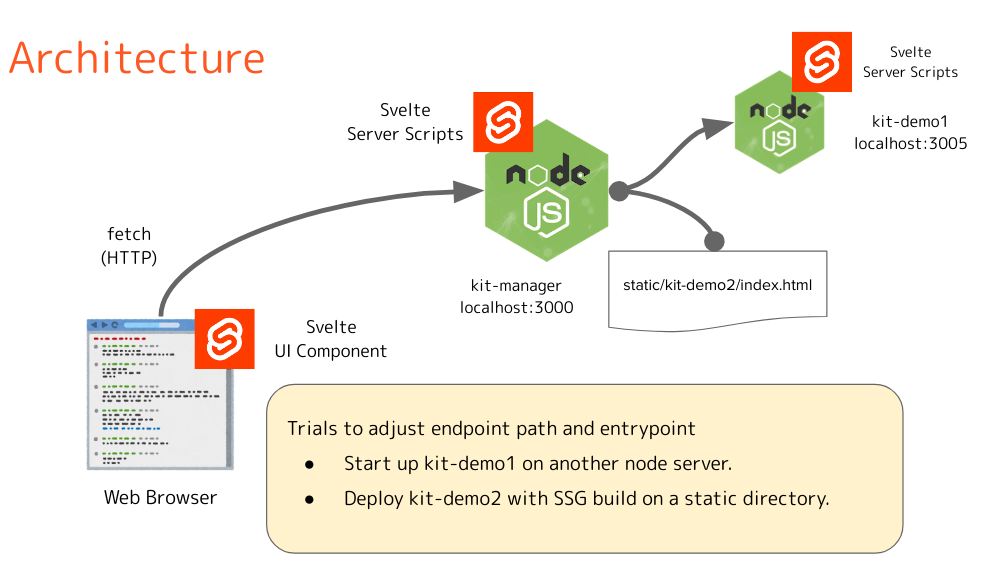 Architecture
Svelte
Server Scripts
node
JS
kit-demo1
localhost:3005
Svelte
Server Scripts
node
JS
kit-manager
localhost:3000
fetch
(HTTP)
static/kit-demo2/index.html
Svelte
UI Component
Web Browser
Trials to adjust endpoint path and entrypoint
● Start up kit-demo1 on another node server.
● Deploy kit-demo2 with SSG build on a static directory.